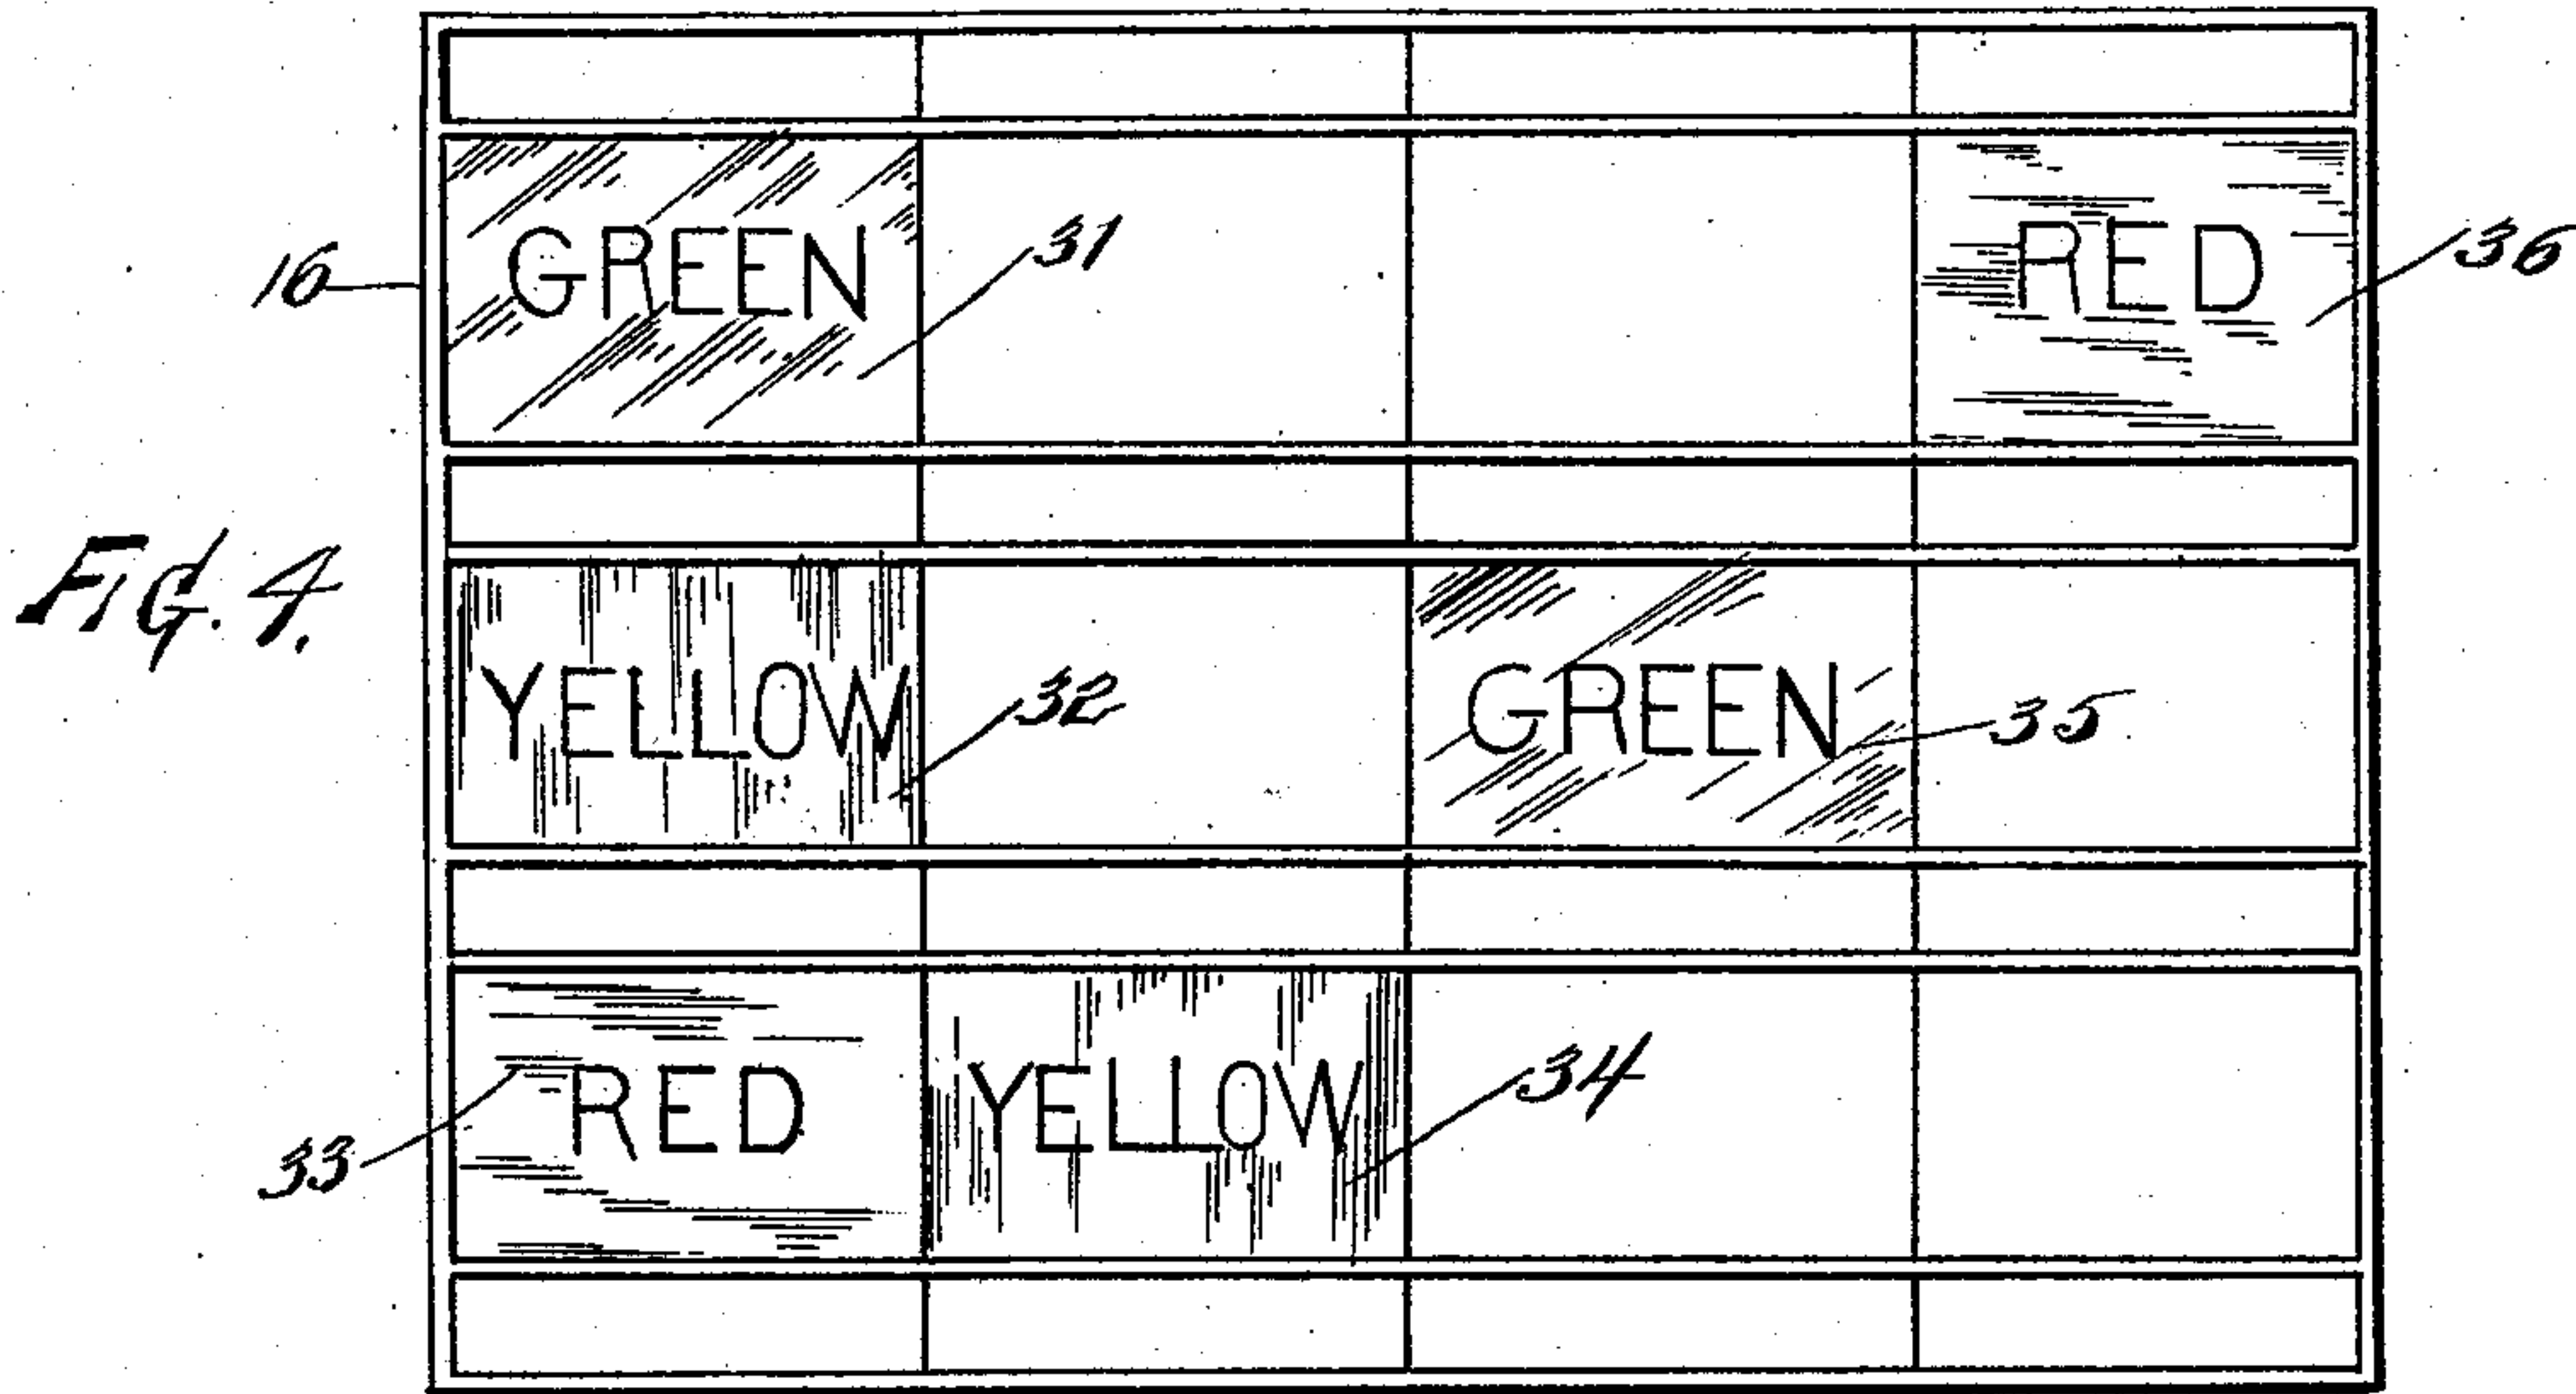 GREEN 31 RED 36
16
FIG. 4.
YELLOW 32 GREEN 35
RED YELLOW 34
33